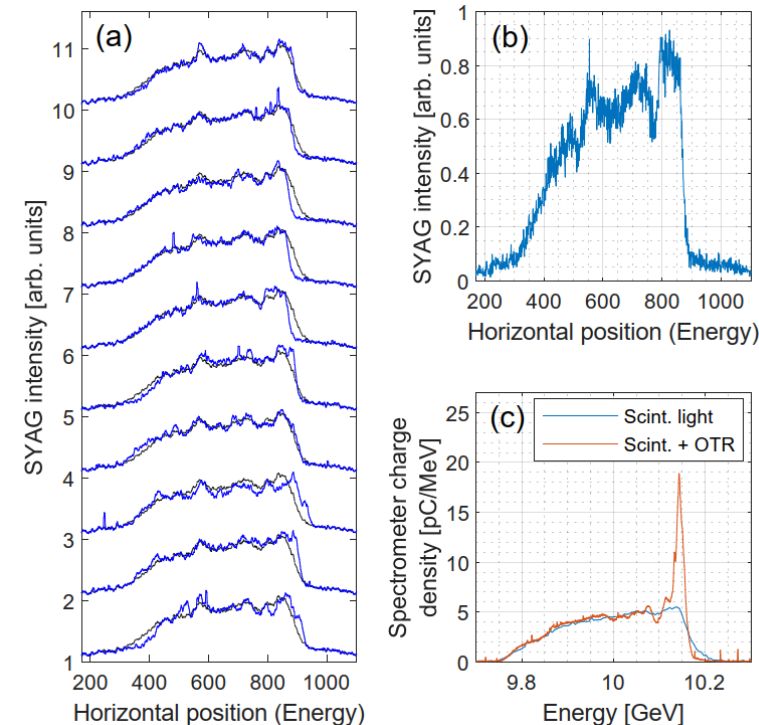 (a)
SYAG intensity [arb. units]
11
10
9
8
7
6
5
4
3
2
1
200 400 600 800 1000
Horizontal position (Energy)
(b)
SYAG intensity [arb. units]
1
0.8
0.6
0.4
0.2
0
200 400 600 800 1000
Horizontal position (Energy)
(c)
Scint. light
Scint. + OTR
Spectrometer charge
density [pC/MeV]
25
20
15
10
5
0
9.8 10 10.2
Energy [GeV]